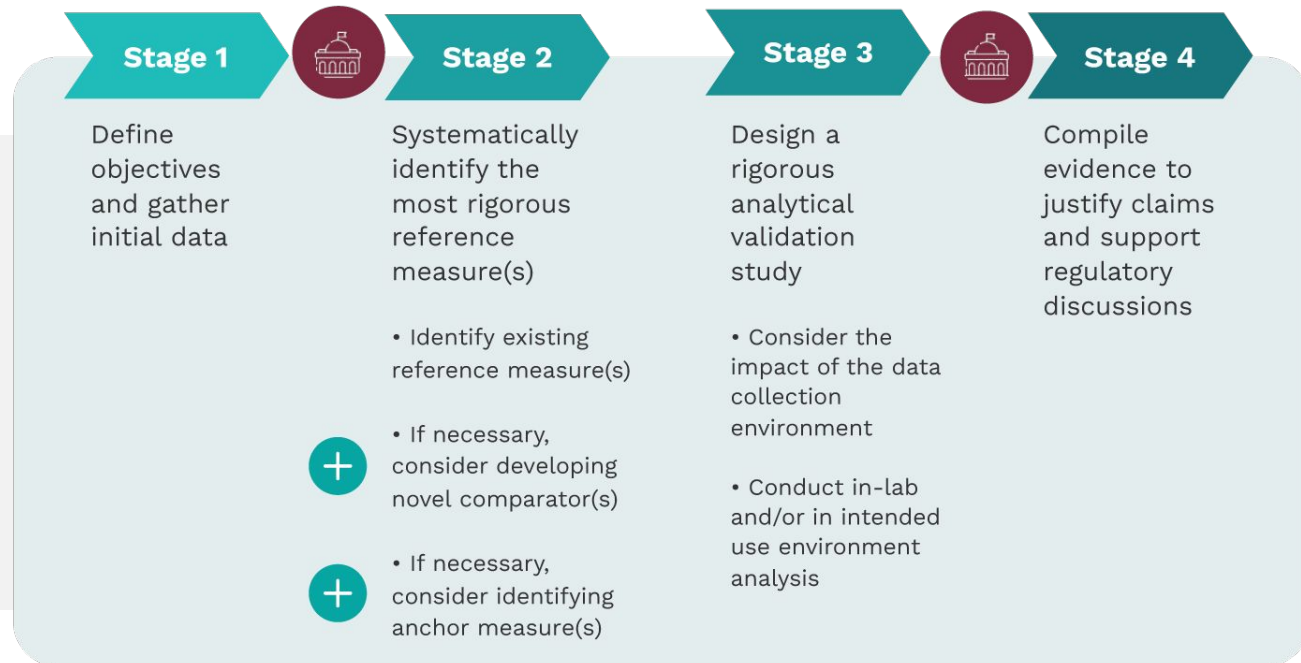 Stage 1
Define
objectives
and gather
initial data
Stage 2
Systematically
identify the
most rigorous
reference
measure(s)
• Identify existing
reference measure(s)
• If necessary,
consider developing
novel comparator(s)
• If necessary,
consider identifying
anchor measure(s)
Stage 3
Design a
rigorous
analytical
validation
study
• Consider the
impact of the data
collection
environment
• Conduct in-lab
and/or in intended
use environment
analysis
Stage 4
Compile
evidence to
justify claims
and support
regulatory
discussions